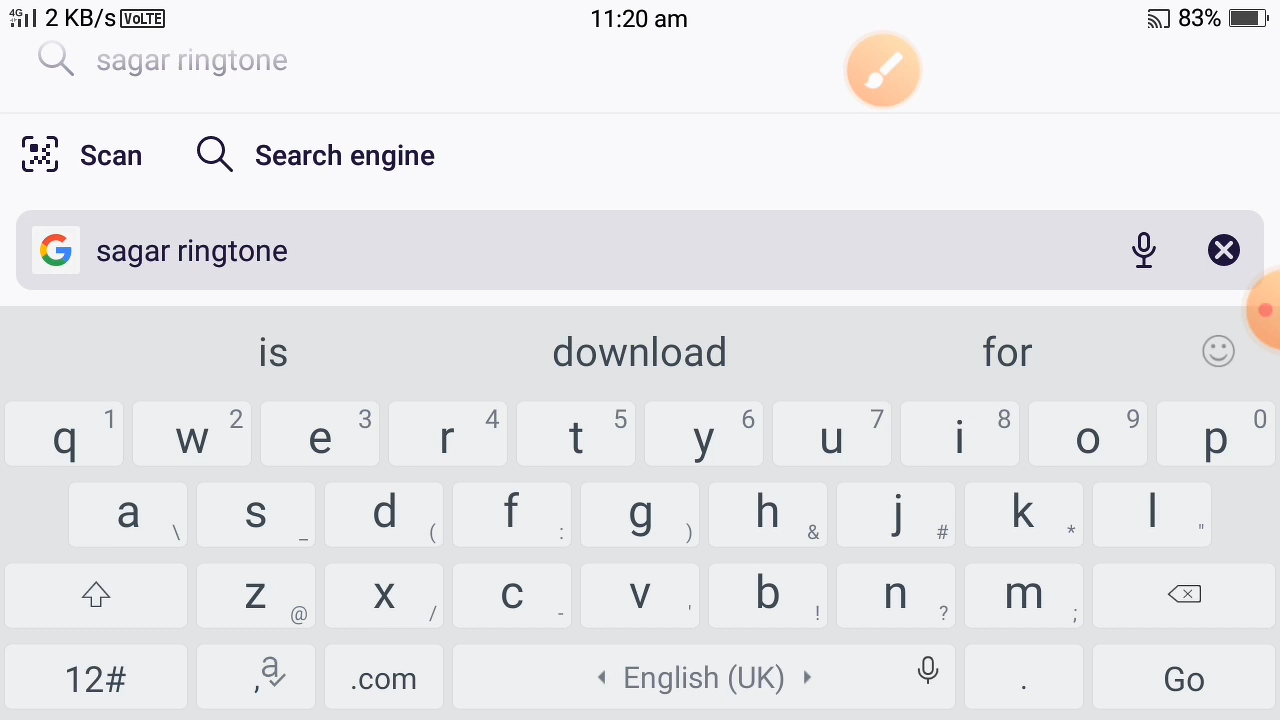 4G 2 KB/s VoLTE 11:20 am 83%
sagar ringtone
Scan Search engine
sagar ringtone
is download for
q 1 w 2 e 3 r 4 t 5 y 6 u 7 i 8 o 9 p 0
a \ s _ d ( f : g ) h & j # k * l "
z @ x / c - v ' b ! n ? m ;
12# , a .com English (UK) . Go